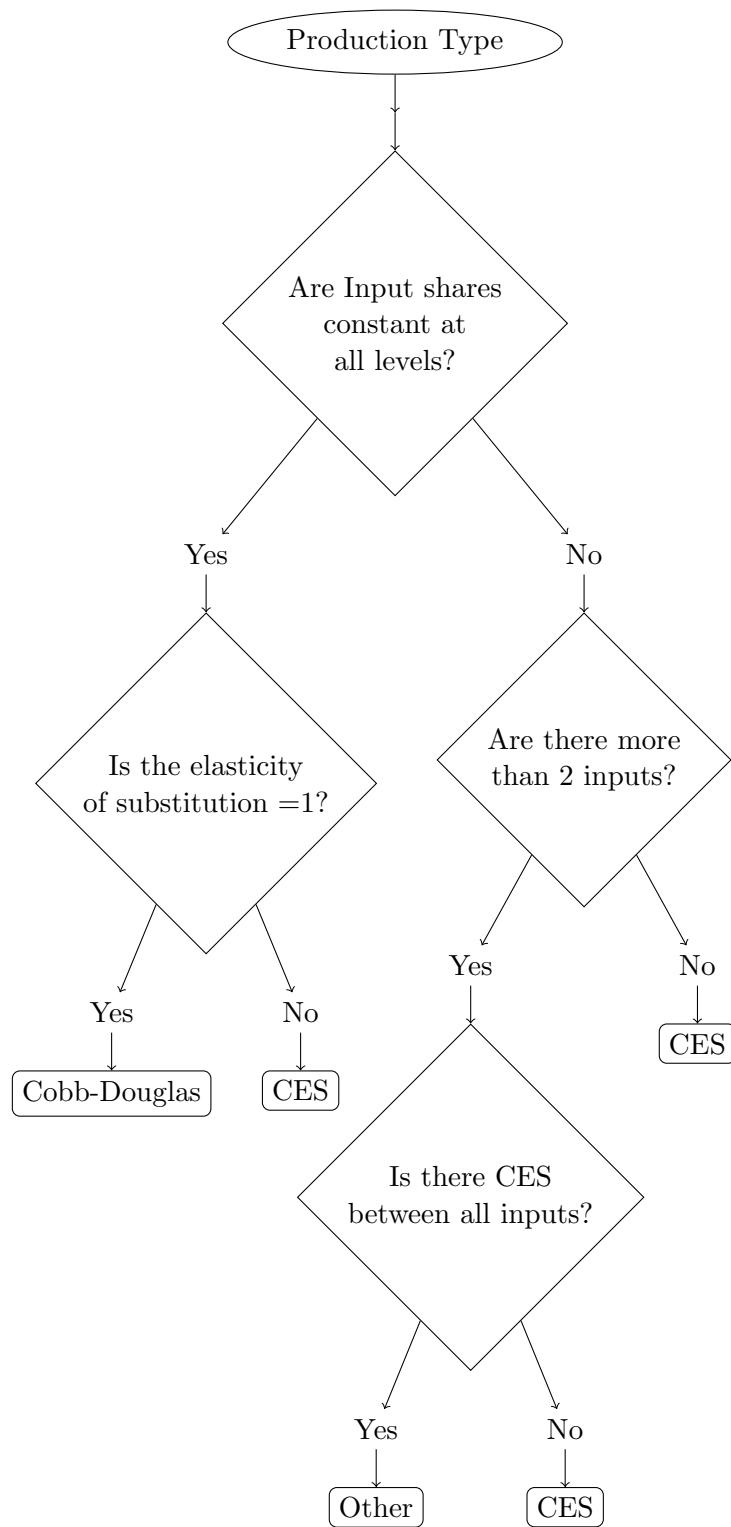 Production Type
Are Input shares
constant at
all levels?
Yes
No
Is the elasticity
of substitution =1?
Are there more
than 2 inputs?
Yes
No
Yes
No
Cobb-Douglas
CES
CES
Is there CES
between all inputs?
Yes
No
Other
CES